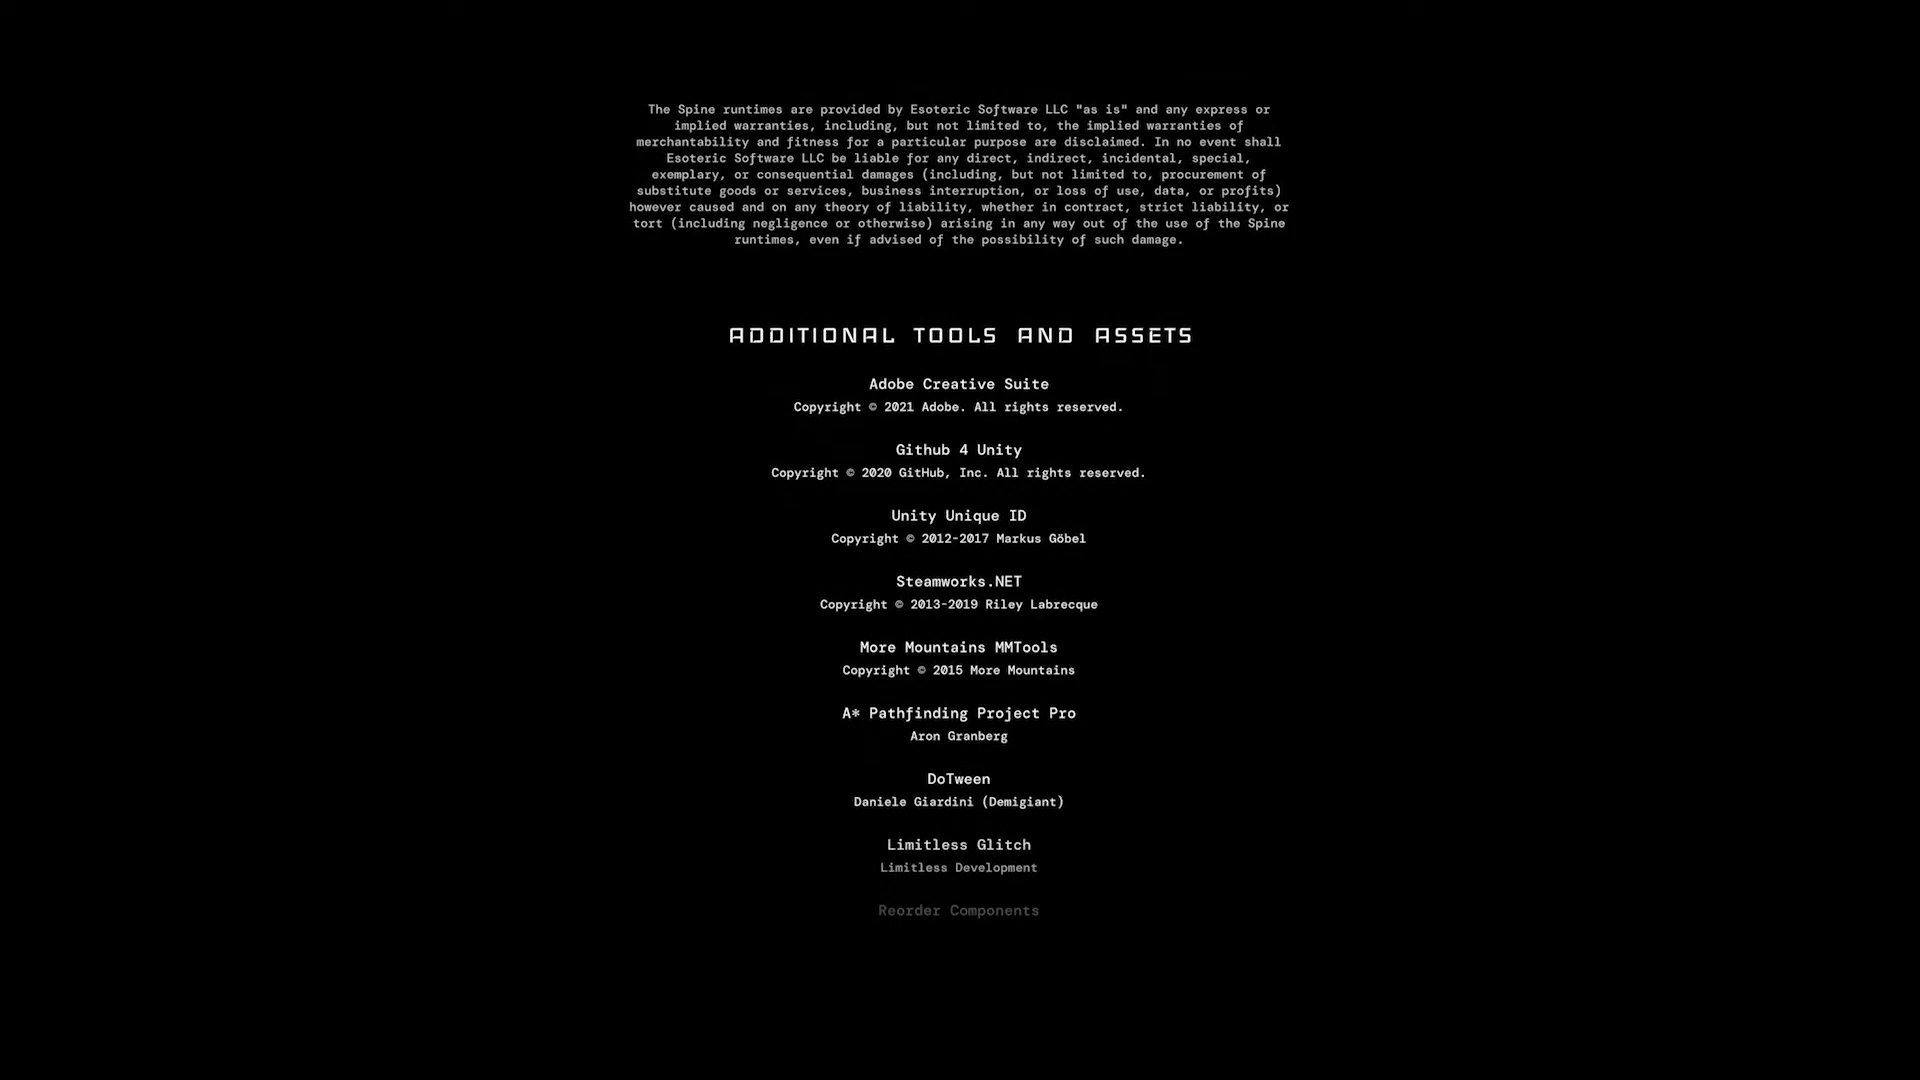 The Spine runtimes are provided by Esoteric Software LLC "as is" and any express or
implied warranties, including, but not limited to, the implied warranties of
merchantability and fitness for a particular purpose are disclaimed. In no event shall
Esoteric Software LLC be liable for any direct, indirect, incidental, special,
exemplary, or consequential damages (including, but not limited to, procurement of
substitute goods or services, business interruption, or loss of use, data, or profits)
however caused and on any theory of liability, whether in contract, strict liability, or
tort (including negligence or otherwise) arising in any way out of the use of the Spine
runtimes, even if advised of the possibility of such damage.
ADDITIONAL TOOLS AND ASSETS
Adobe Creative Suite
Copyright © 2021 Adobe. All rights reserved.
Github 4 Unity
Copyright © 2020 GitHub, Inc. All rights reserved.
Unity Unique ID
Copyright © 2012-2017 Markus Göbel
Steamworks.NET
Copyright © 2013-2019 Riley Labrecque
More Mountains MMTools
Copyright © 2015 More Mountains
A* Pathfinding Project Pro
Aron Granberg
DoTween
Daniele Giardini (Demigiant)
Limitless Glitch
Limitless Development
Reorder Components